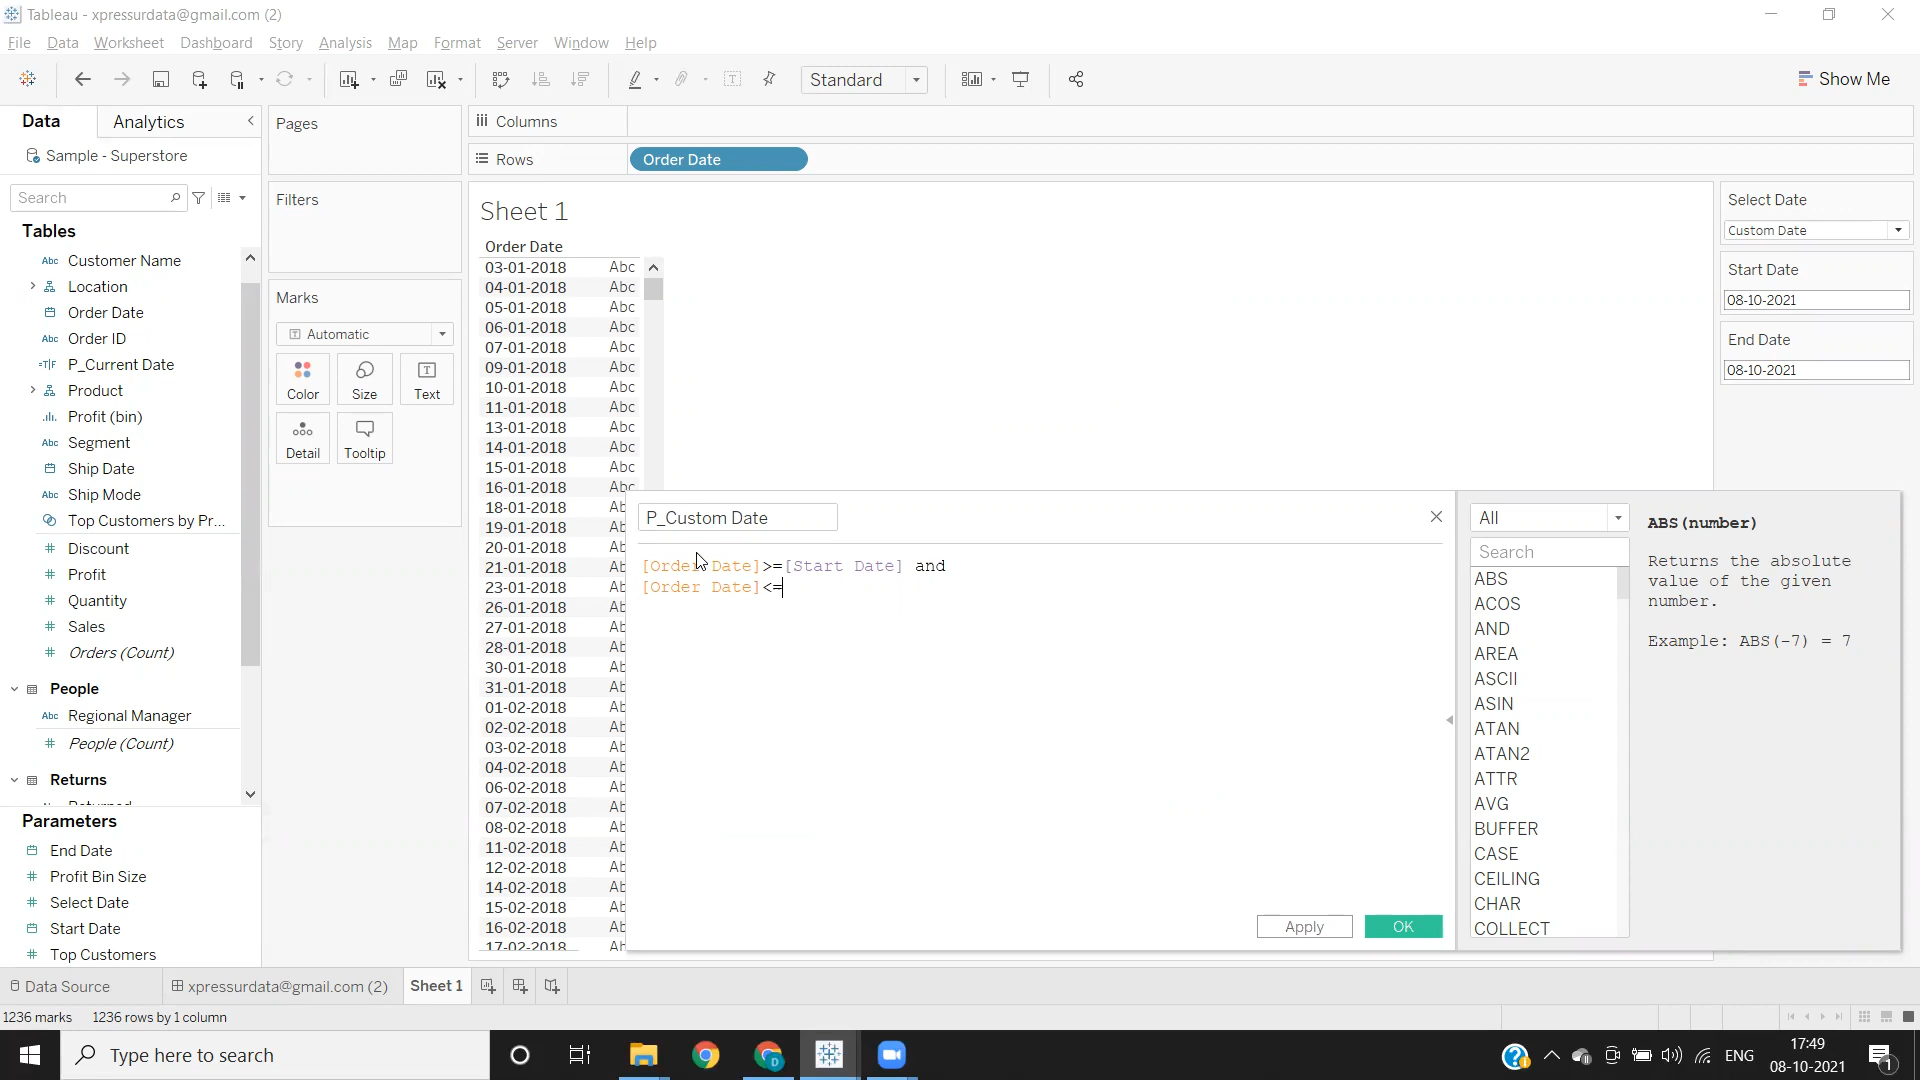 Tableau - xpressurdata@gmail.com (2)
File Data Worksheet Dashboard Story Analysis Map Format Server Window Help
Standard
Show Me
Data Analytics
Sample - Superstore
Search
Tables
Customer Name
Location
Order Date
Order ID
P_Current Date
Product
Profit (bin)
Segment
Ship Date
Ship Mode
Top Customers by Pr...
Discount
Profit
Quantity
Sales
Orders (Count)
People
Regional Manager
People (Count)
Returns
Parameters
End Date
Profit Bin Size
Select Date
Start Date
Top Customers
Pages
Filters
Marks
Automatic
Color Size Text
Detail Tooltip
Columns
Rows Order Date
Sheet 1
Order Date
03-01-2018 Abc
04-01-2018 Abc
05-01-2018 Abc
06-01-2018 Abc
07-01-2018 Abc
09-01-2018 Abc
10-01-2018 Abc
11-01-2018 Abc
13-01-2018 Abc
14-01-2018 Abc
15-01-2018 Abc
16-01-2018 Abc
18-01-2018
19-01-2018
20-01-2018
21-01-2018
23-01-2018
26-01-2018
27-01-2018
28-01-2018
30-01-2018
31-01-2018
01-02-2018
02-02-2018
03-02-2018
04-02-2018
06-02-2018
07-02-2018
08-02-2018
11-02-2018
12-02-2018
14-02-2018
15-02-2018
16-02-2018
17-02-2018
Select Date
Custom Date
Start Date
08-10-2021
End Date
08-10-2021
P_Custom Date
[Order Date]>=[Start Date] and
[Order Date]<=
Apply OK
All
Search
ABS
ACOS
AND
AREA
ASCII
ASIN
ATAN
ATAN2
ATTR
AVG
BUFFER
CASE
CEILING
CHAR
COLLECT
ABS(number)
Returns the absolute
value of the given
number.
Example: ABS(-7) = 7
Data Source xpressurdata@gmail.com (2) Sheet 1
1236 marks 1236 rows by 1 column
Type here to search
ENG
17:49
08-10-2021
1